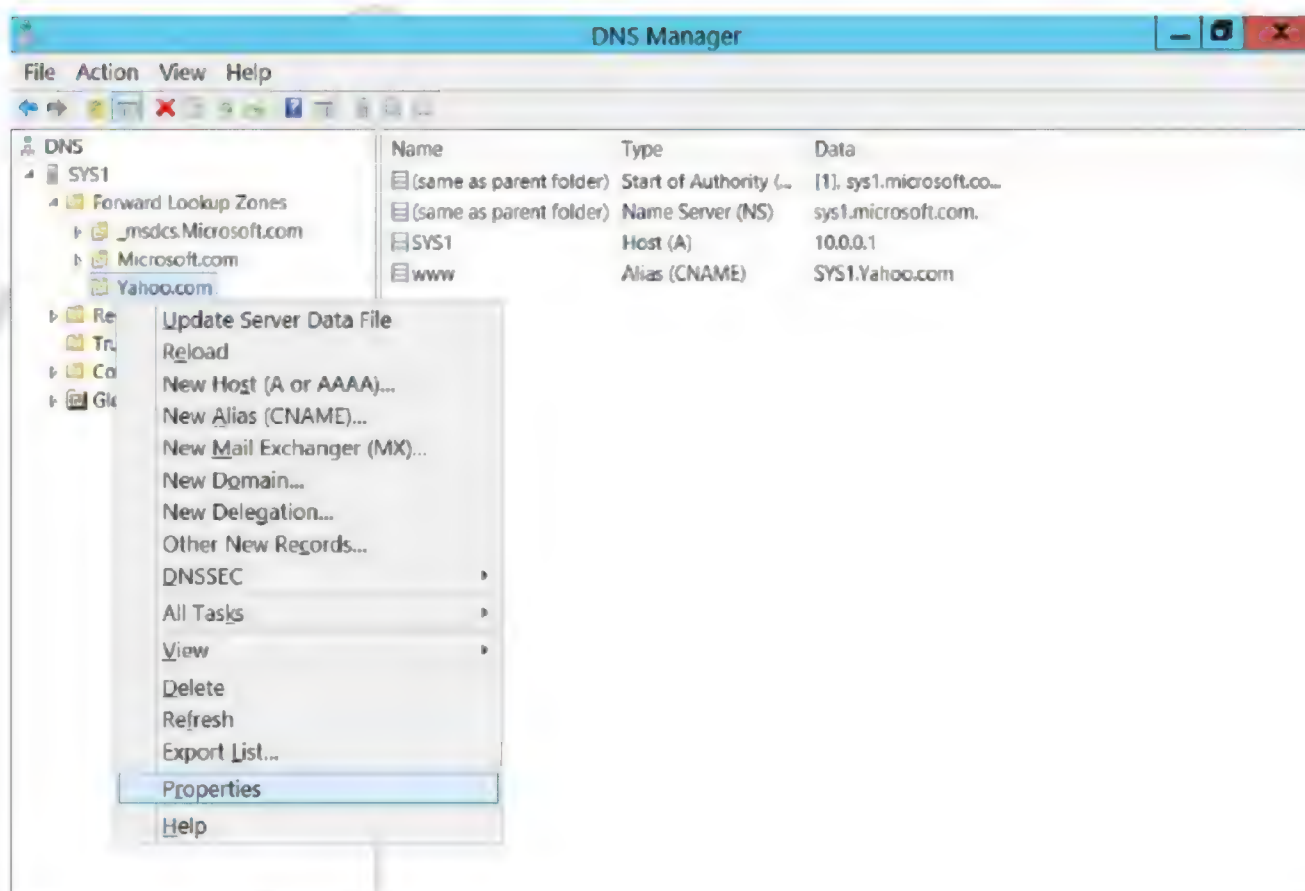 DNS Manager
File Action View Help
DNS
SYS1
Forward Lookup Zones
_msdcs.Microsoft.com
Microsoft.com
Yahoo.com
Re
Tr
Co
Glo
Name Type Data
(same as parent folder) Start of Authority (... [1], sys1.microsoft.co...
(same as parent folder) Name Server (NS) sys1.microsoft.com.
SYS1 Host (A) 10.0.0.1
www Alias (CNAME) SYS1.Yahoo.com
Update Server Data File
Reload
New Host (A or AAAA)...
New Alias (CNAME)...
New Mail Exchanger (MX)...
New Domain...
New Delegation...
Other New Records...
DNSSEC
All Tasks
View
Delete
Refresh
Export List...
Properties
Help